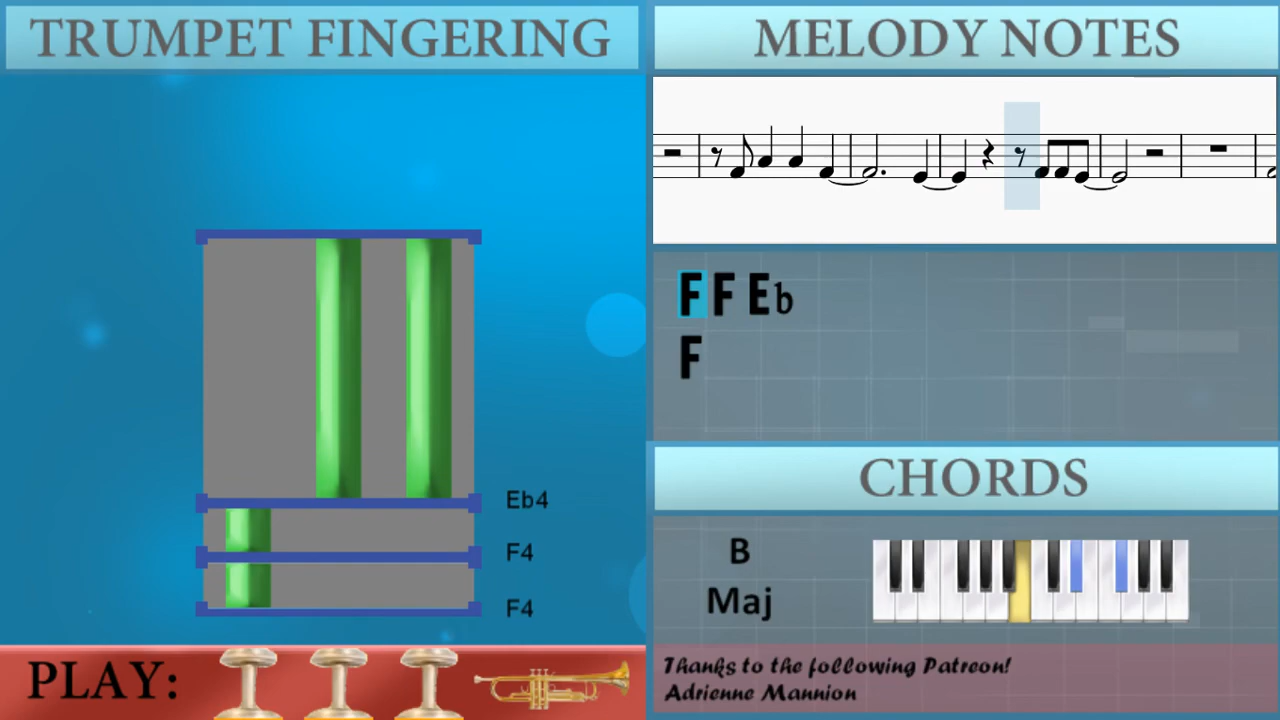 TRUMPET FINGERING
MELODY NOTES
F F Eb
F
Eb4
F4
F4
CHORDS
B
Maj
PLAY:
Thanks to the following Patreon!
Adrienne Mannion